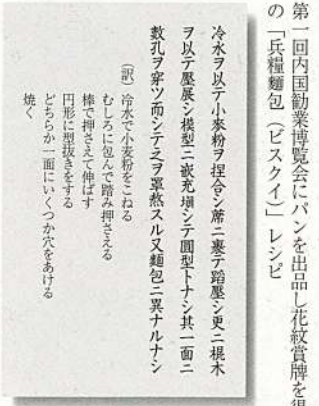 第一回内国勧業博覧会にパンを出品し花紋賞牌を得
の「兵糧麺包(ビスクイ)」レシピ
冷水ヲ以テ小麥粉ヲ捏合シ蓆ニ裹テ蹈壓シ更ニ棍木
ヲ以テ壓展シ模型ニ嵌充塡シテ圓型トナシ其一面ニ
數孔ヲ穿ツ而シテ之ヲ罩熬スル又麵包ニ異ナルナシ
(訳)冷水で小麦粉をこねる
むしろに包んで踏み押さえる
棒で押さえて伸ばす
円形に型抜きをする
どちらか一面にいくつか穴をあける
焼く